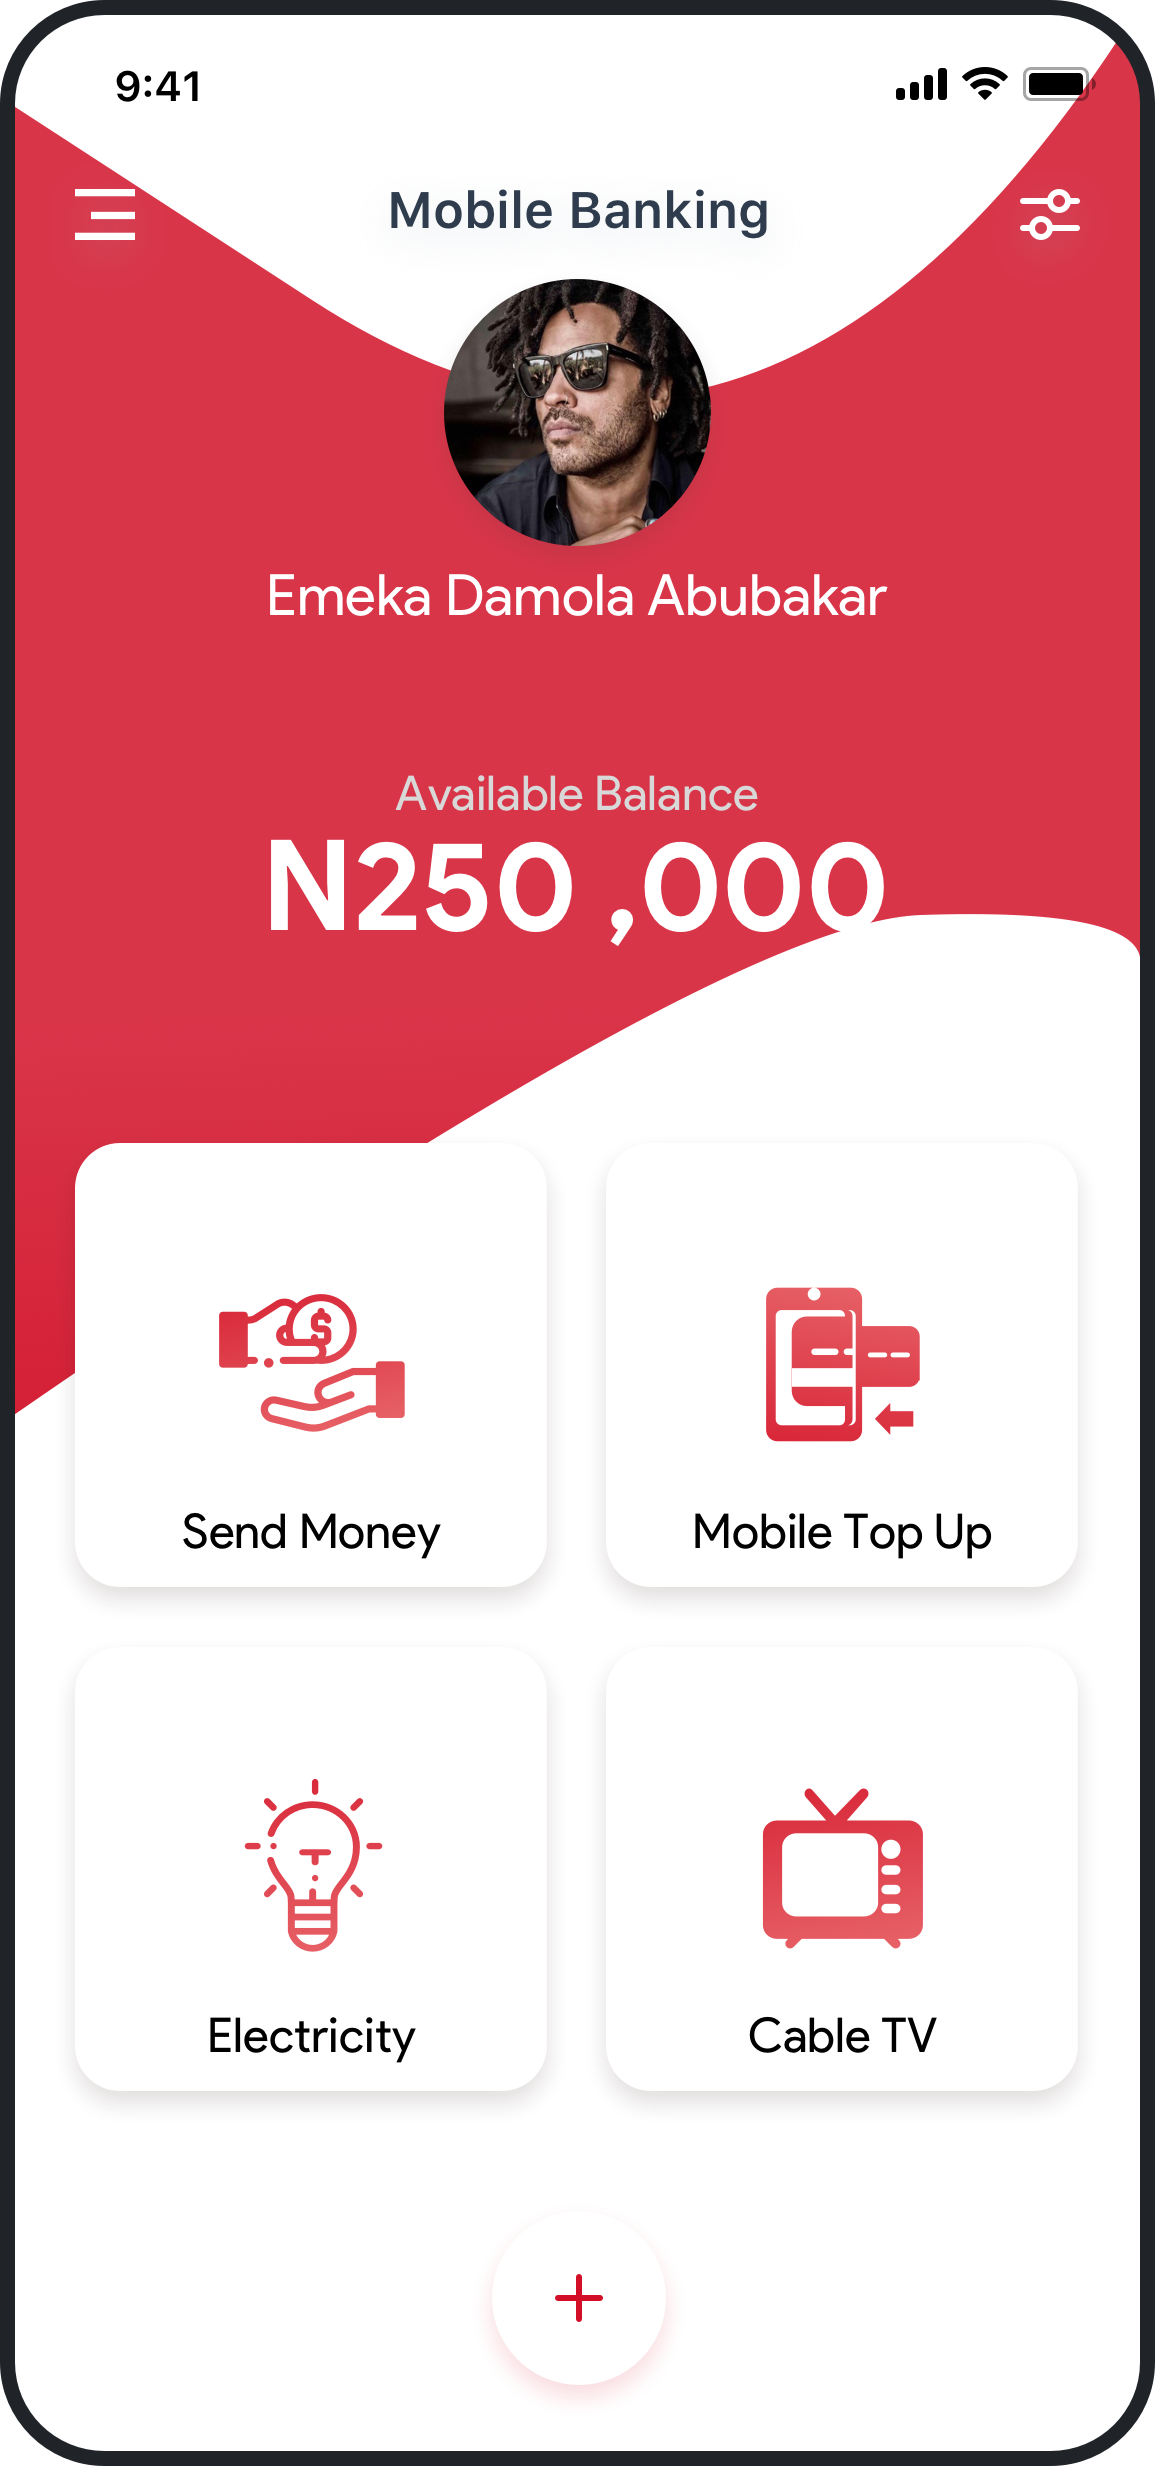 9:41
Mobile Banking
Emeka Damola Abubakar
Available Balance
N250 ,000
$
Send Money
Mobile Top Up
Electricity
Cable TV